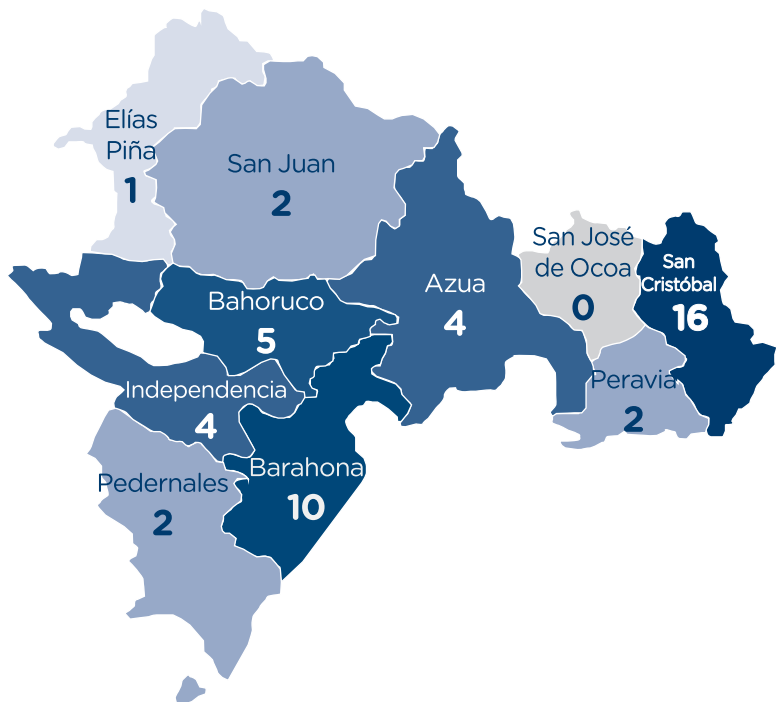 Elías
Piña
1
San Juan
2
San José
de Ocoa
0
San
Cristóbal
16
Azua
4
Bahoruco
5
Independencia
4
Peravia
2
Barahona
10
Pedernales
2